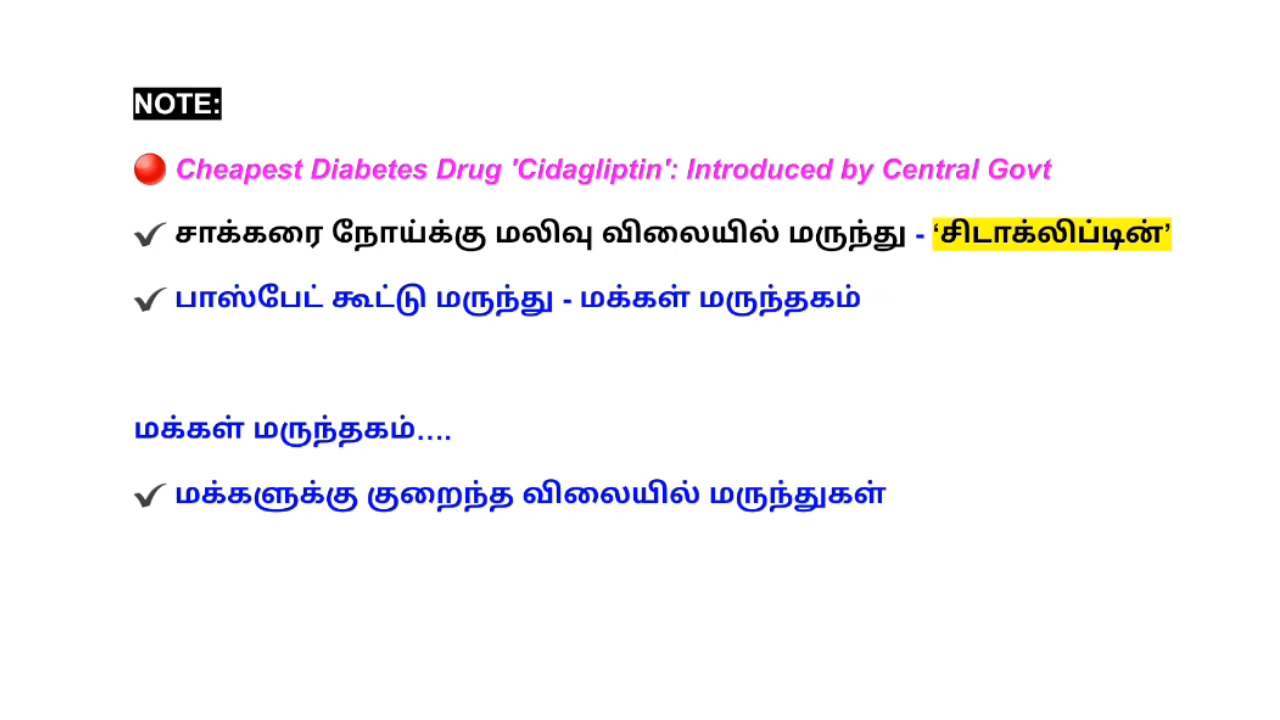 NOTE:
Cheapest Diabetes Drug 'Cidagliptin': Introduced by Central Govt
சாக்கரை நோய்க்கு மலிவு விலையில் மருந்து - ‘சிடாக்லிப்டின்’
பாஸ்பேட் கூட்டு மருந்து - மக்கள் மருந்தகம்
மக்கள் மருந்தகம்….
மக்களுக்கு குறைந்த விலையில் மருந்துகள்